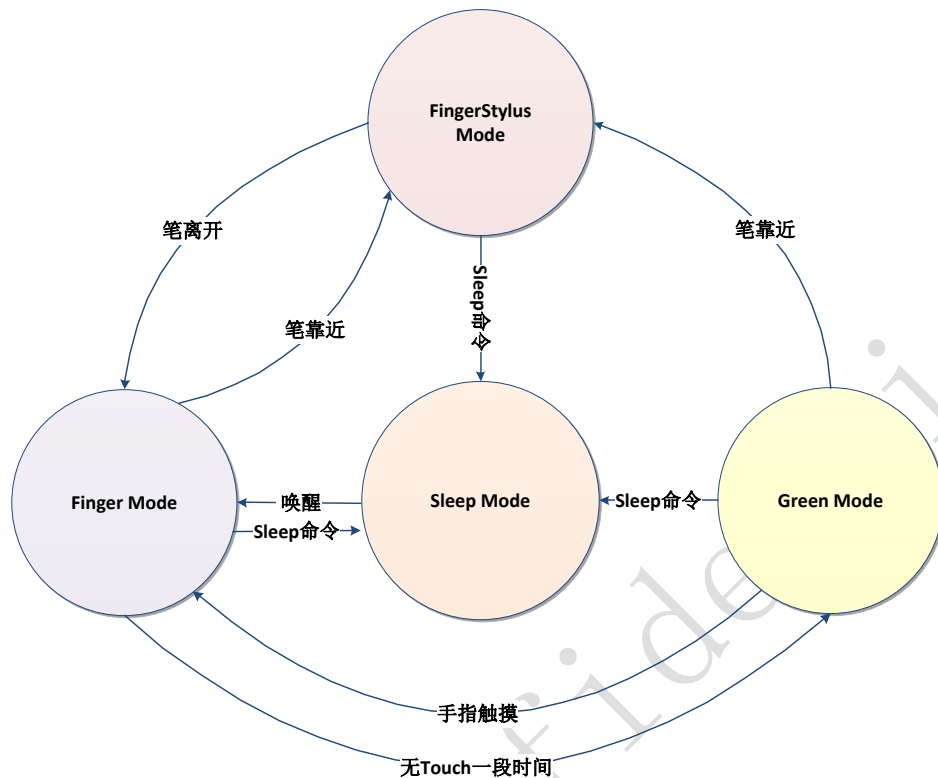 FingerStylus
Mode
笔离开
笔靠近
笔靠近
Sleep命令
Finger Mode
唤醒
Sleep命令
Sleep Mode
Sleep命令
Green Mode
手指触摸
无Touch一段时间